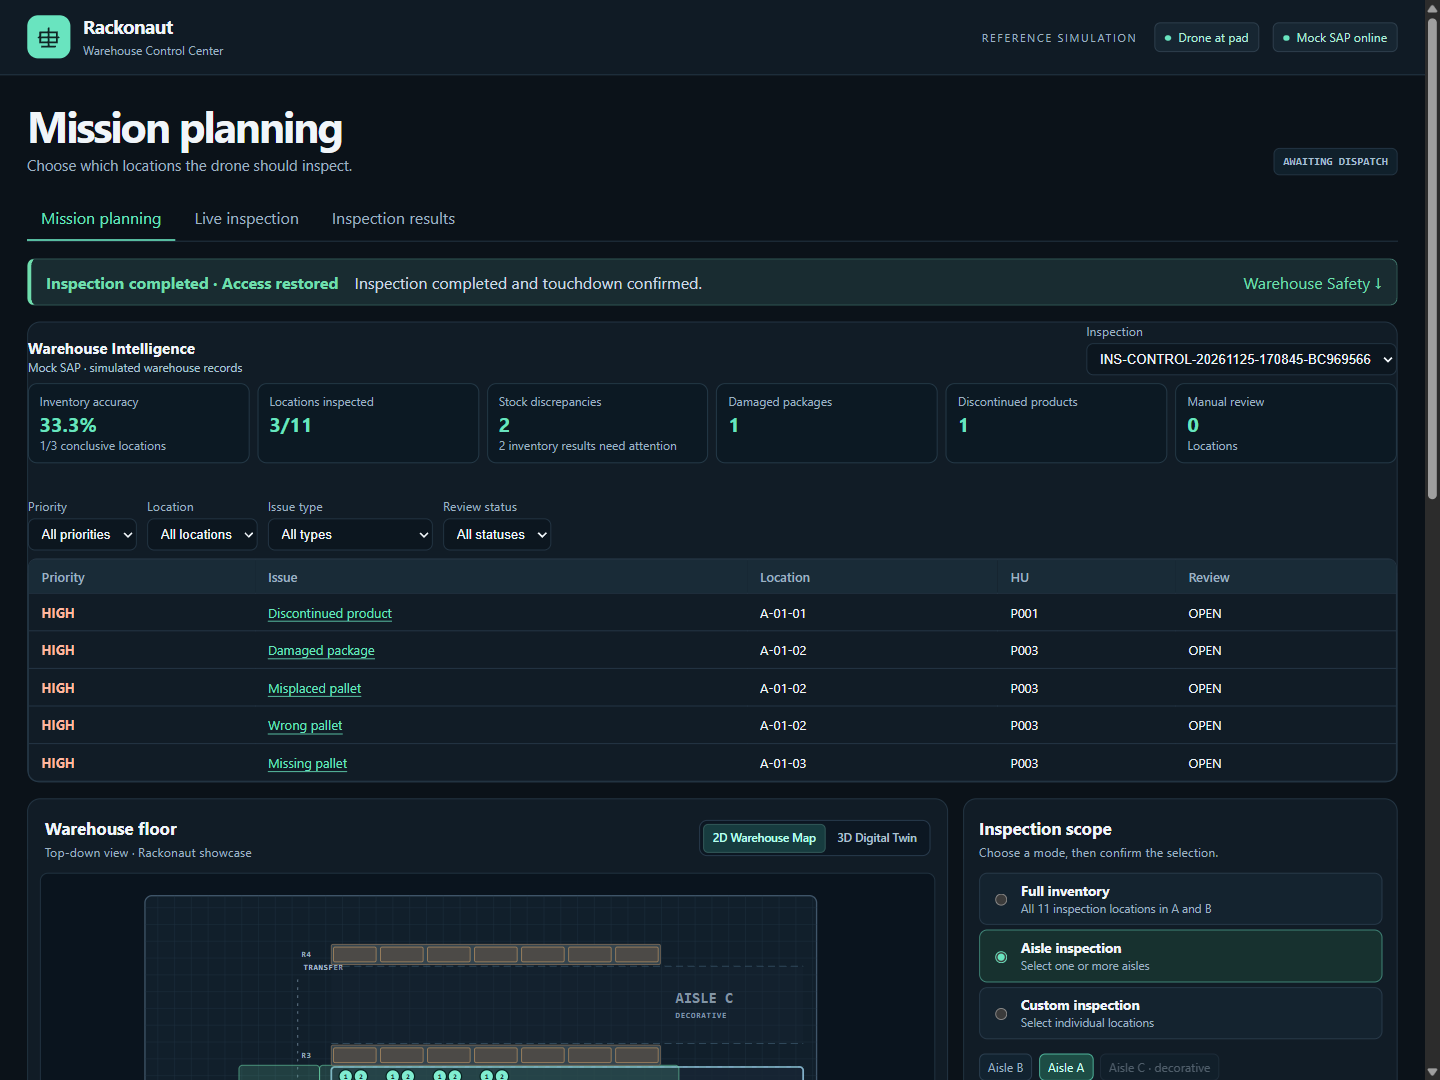 Rackonaut
Warehouse Control Center
REFERENCE SIMULATION
Drone at pad
Mock SAP online
Mission planning
Choose which locations the drone should inspect.
AWAITING DISPATCH
Mission planning
Live inspection
Inspection results
Inspection completed · Access restored Inspection completed and touchdown confirmed.
Warehouse Safety ↓
Warehouse Intelligence
Mock SAP · simulated warehouse records
Inspection
INS-CONTROL-20261125-170845-BC969566
Inventory accuracy
33.3%
1/3 conclusive locations
Locations inspected
3/11
Stock discrepancies
2
2 inventory results need attention
Damaged packages
1
Discontinued products
1
Manual review
0
Locations
Priority
All priorities
Location
All locations
Issue type
All types
Review status
All statuses
Priority Issue Location HU Review
HIGH Discontinued product A-01-01 P001 OPEN
HIGH Damaged package A-01-02 P003 OPEN
HIGH Misplaced pallet A-01-02 P003 OPEN
HIGH Wrong pallet A-01-02 P003 OPEN
HIGH Missing pallet A-01-03 P003 OPEN
Warehouse floor
Top-down view · Rackonaut showcase
2D Warehouse Map
3D Digital Twin
R4
TRANSFER
AISLE C
DECORATIVE
R3
1 2 1 2 1 2 1 2
Inspection scope
Choose a mode, then confirm the selection.
Full inventory
All 11 inspection locations in A and B
Aisle inspection
Select one or more aisles
Custom inspection
Select individual locations
Aisle B
Aisle A
Aisle C · decorative